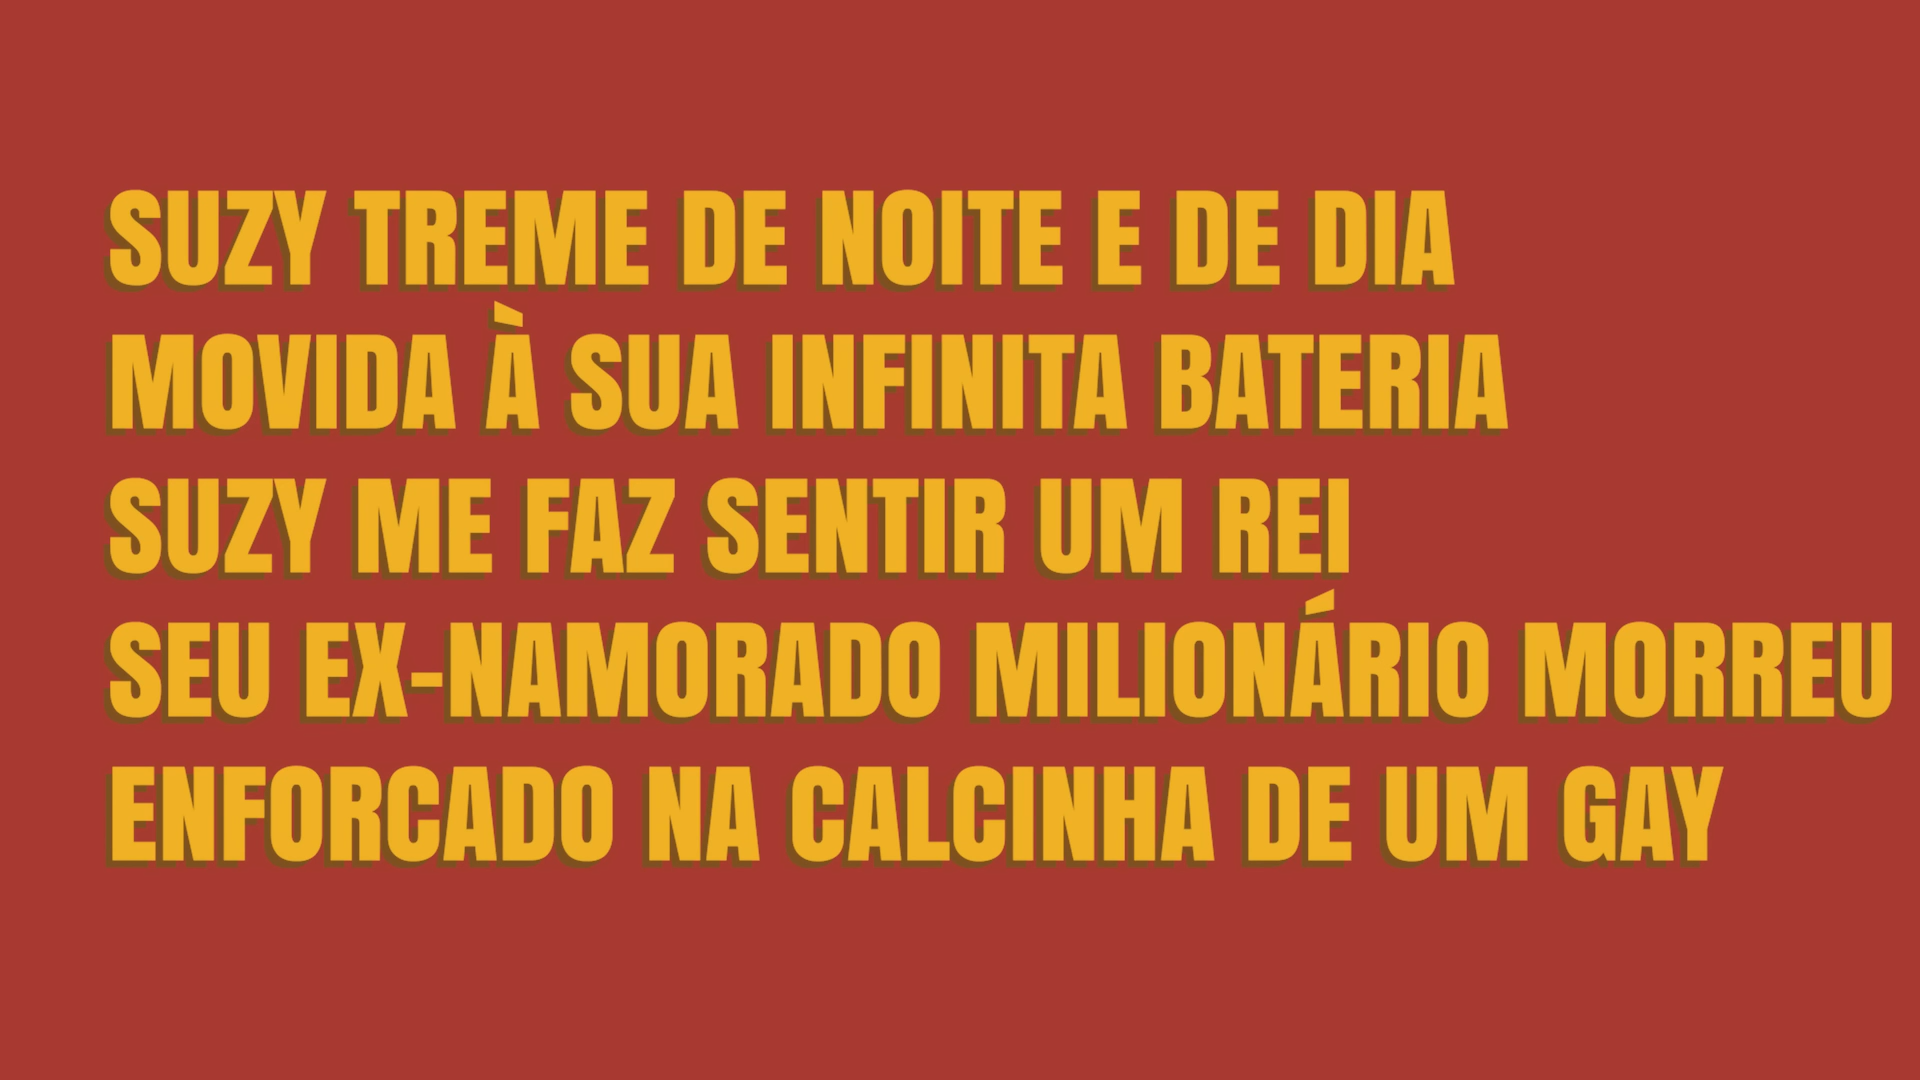 SUZY TREME DE NOITE E DE DIA
MOVIDA À SUA INFINITA BATERIA
SUZY ME FAZ SENTIR UM REI
SEU EX-NAMORADO MILIONÁRIO MORREU
ENFORCADO NA CALCINHA DE UM GAY